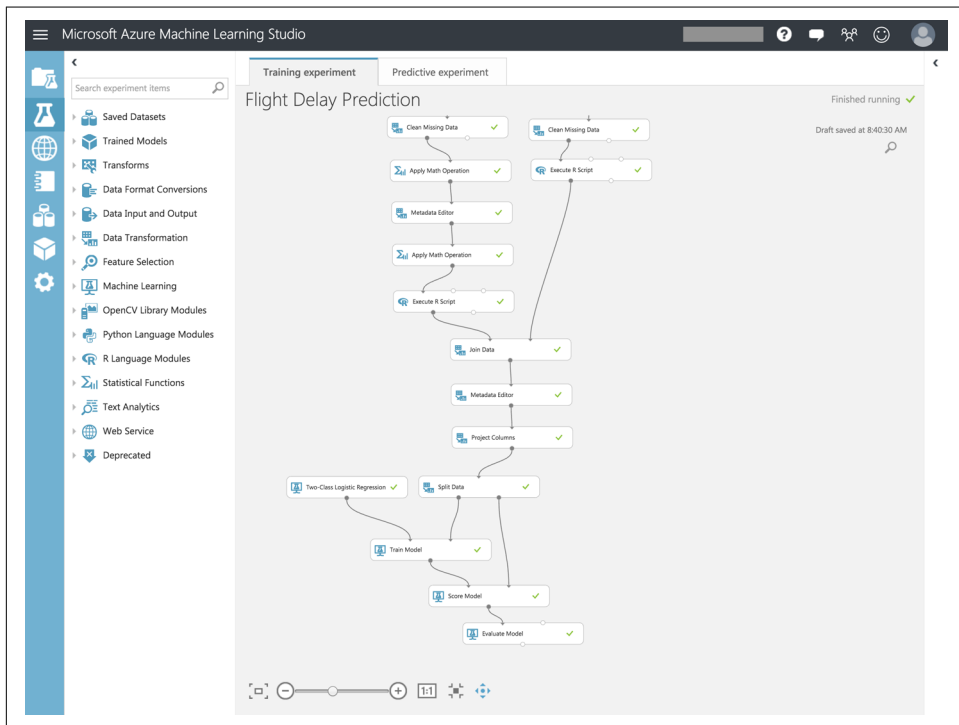 Microsoft Azure Machine Learning Studio
Search experiment items
Saved Datasets
Trained Models
Transforms
Data Format Conversions
Data Input and Output
Data Transformation
Feature Selection
Machine Learning
OpenCV Library Modules
Python Language Modules
R Language Modules
Statistical Functions
Text Analytics
Web Service
Deprecated
Training experiment
Predictive experiment
Flight Delay Prediction
Finished running
Draft saved at 8:40:30 AM
Clean Missing Data
Clean Missing Data
Apply Math Operation
Execute R Script
Metadata Editor
Apply Math Operation
Execute R Script
Join Data
Metadata Editor
Project Columns
Two-Class Logistic Regression
Split Data
Train Model
Score Model
Evaluate Model
1:1